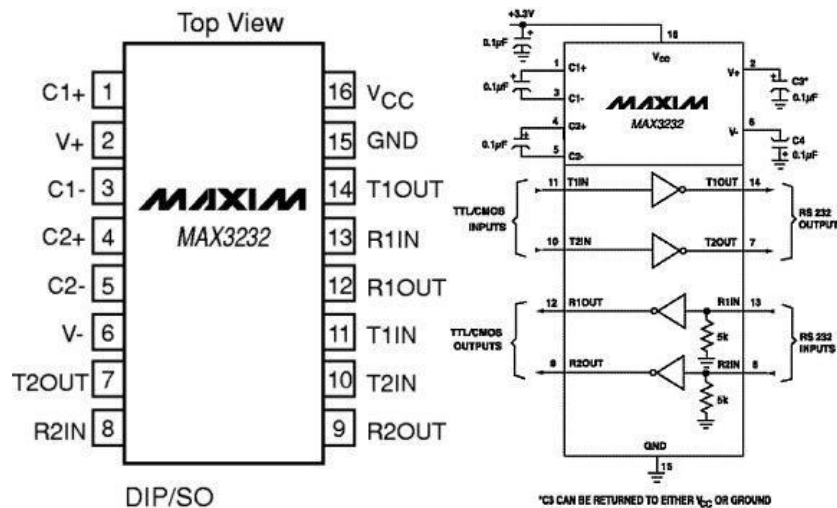 Top View
C1+ 1
V+ 2
C1- 3
C2+ 4
C2- 5
V- 6
T2OUT 7
R2IN 8
16 VCC
15 GND
14 T1OUT
13 R1IN
12 R1OUT
11 T1IN
10 T2IN
9 R2OUT
MAXIM
MAX3232
DIP/SO
+3.3V
0.1µF
16
VCC
1 C1+
0.1µF
3 C1-
4 C2+
0.1µF
5 C2-
MAXIM
MAX3232
V+ 2
C3*
0.1µF
V- 6
C4
0.1µF
TTL/CMOS
INPUTS
11 T1IN
T1OUT 14
10 T2IN
T2OUT 7
RS 232
OUTPUT
TTL/CMOS
OUTPUTS
12 R1OUT
R1IN 13
5k
R2OUT
R2IN
5k
RS 232
INPUTS
GND
15
*C3 CAN BE RETURNED TO EITHER VCC OR GROUND